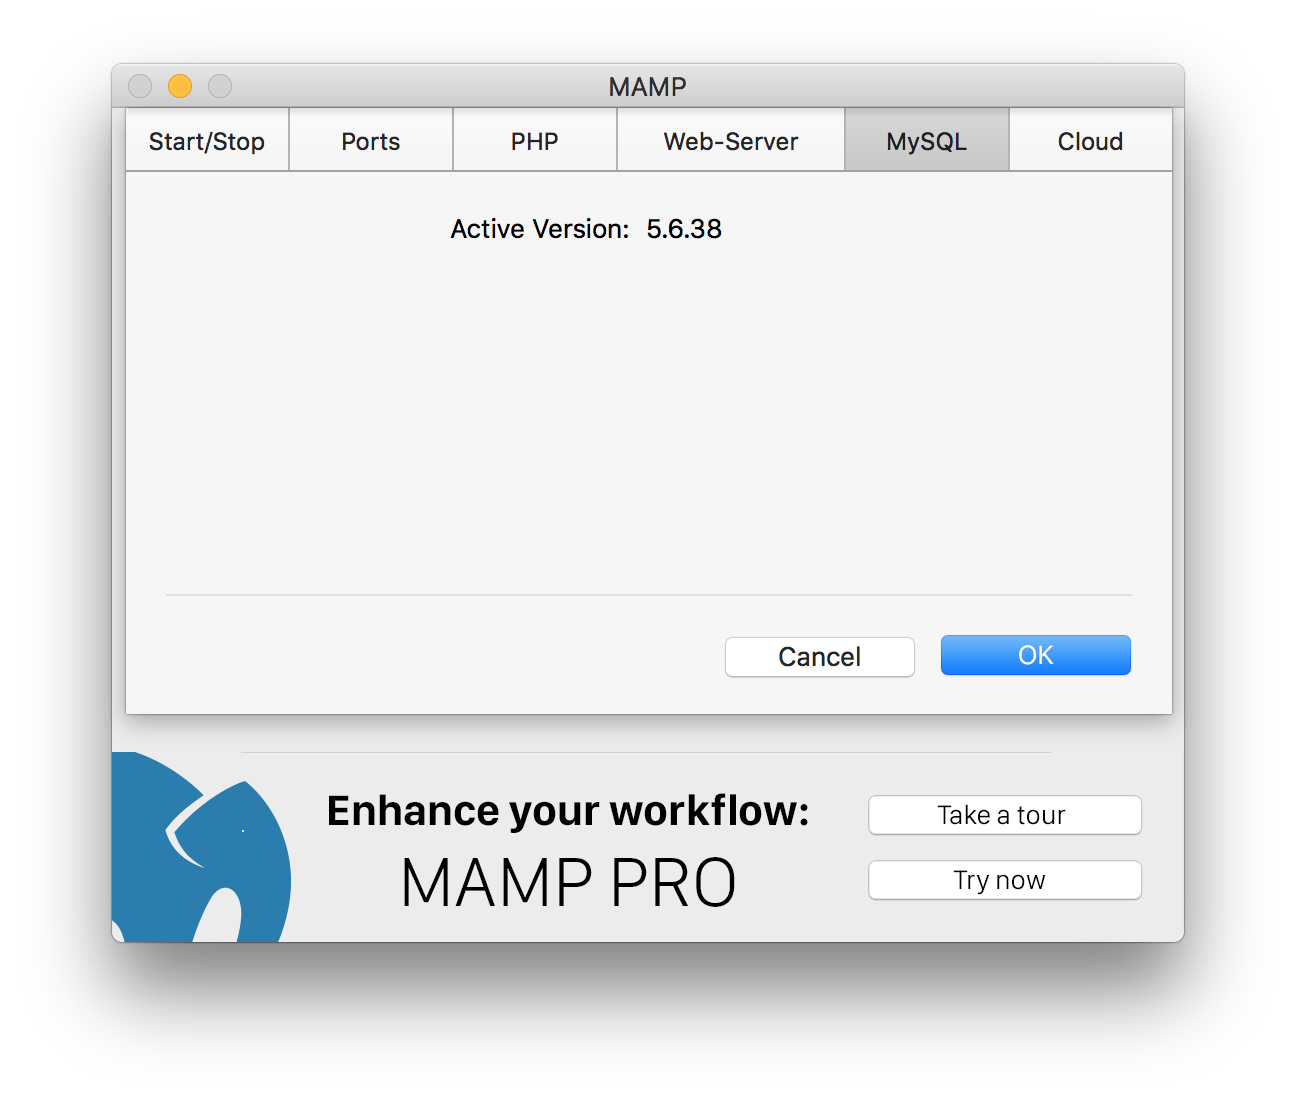 MAMP
Start/Stop Ports PHP Web-Server MySQL Cloud
Active Version: 5.6.38
Cancel OK
Enhance your workflow:
MAMP PRO
Take a tour
Try now